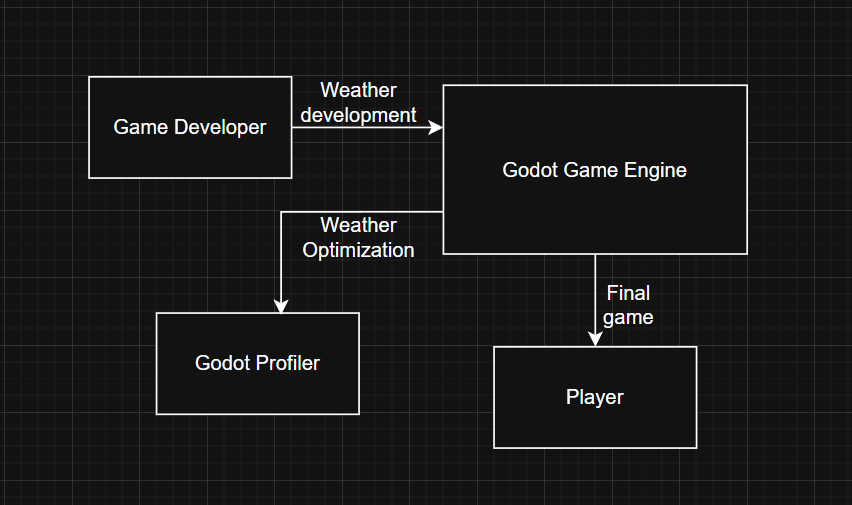 Weather
development
Game Developer
Godot Game Engine
Weather
Optimization
Final
game
Godot Profiler
Player